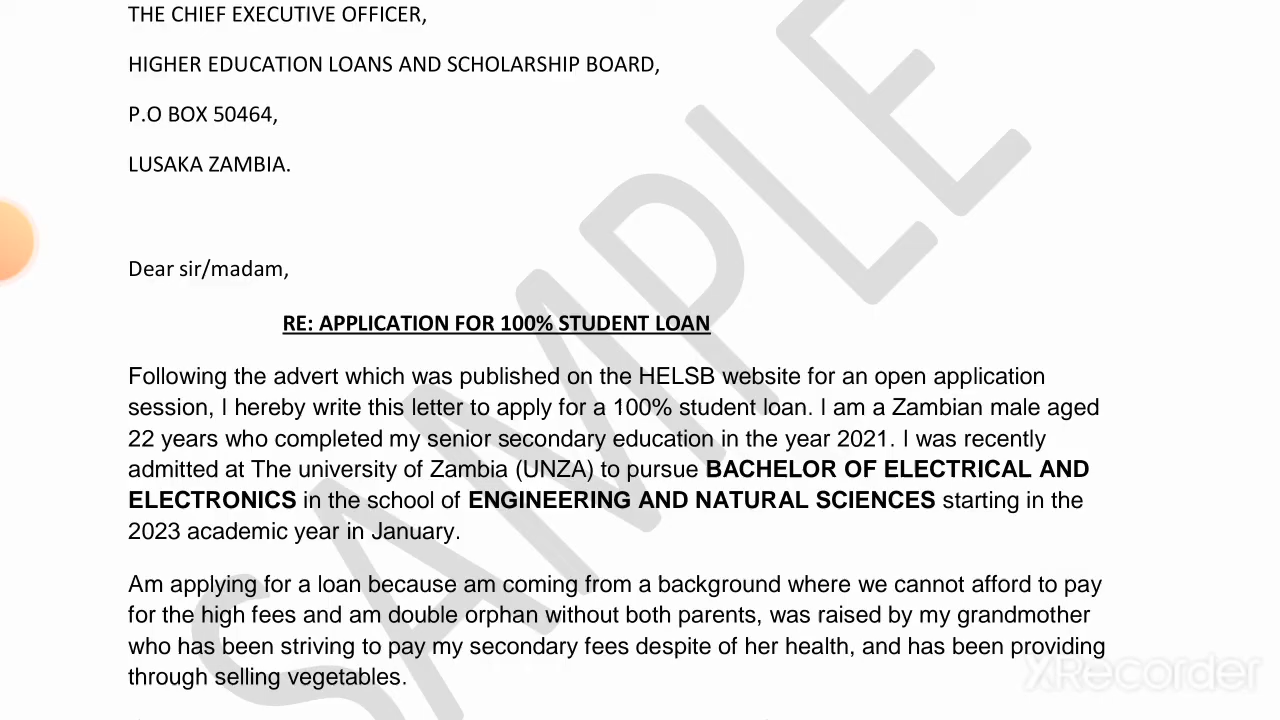 THE CHIEF EXECUTIVE OFFICER,
HIGHER EDUCATION LOANS AND SCHOLARSHIP BOARD,
P.O BOX 50464,
LUSAKA ZAMBIA.
Dear sir/madam,
RE: APPLICATION FOR 100% STUDENT LOAN
Following the advert which was published on the HELSB website for an open application
session, I hereby write this letter to apply for a 100% student loan. I am a Zambian male aged
22 years who completed my senior secondary education in the year 2021. I was recently
admitted at The university of Zambia (UNZA) to pursue BACHELOR OF ELECTRICAL AND
ELECTRONICS in the school of ENGINEERING AND NATURAL SCIENCES starting in the
2023 academic year in January.
Am applying for a loan because am coming from a background where we cannot afford to pay
for the high fees and am double orphan without both parents, was raised by my grandmother
who has been striving to pay my secondary fees despite of her health, and has been providing
through selling vegetables.
SAMPLE
XRecorder